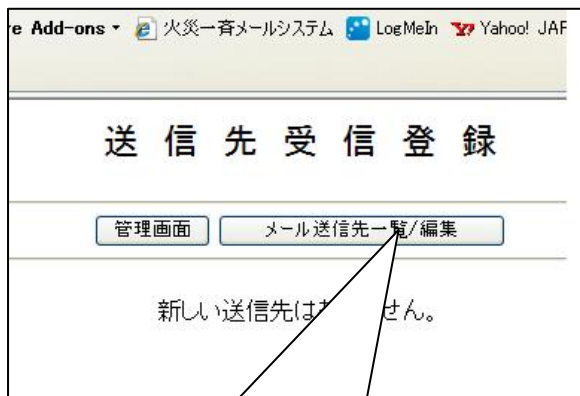 re Add-ons 火災一斉メールシステム LogMeIn Yahoo! JAP
送信先受信登録
管理画面 メール送信先一覧/編集
新しい送信先は せん。